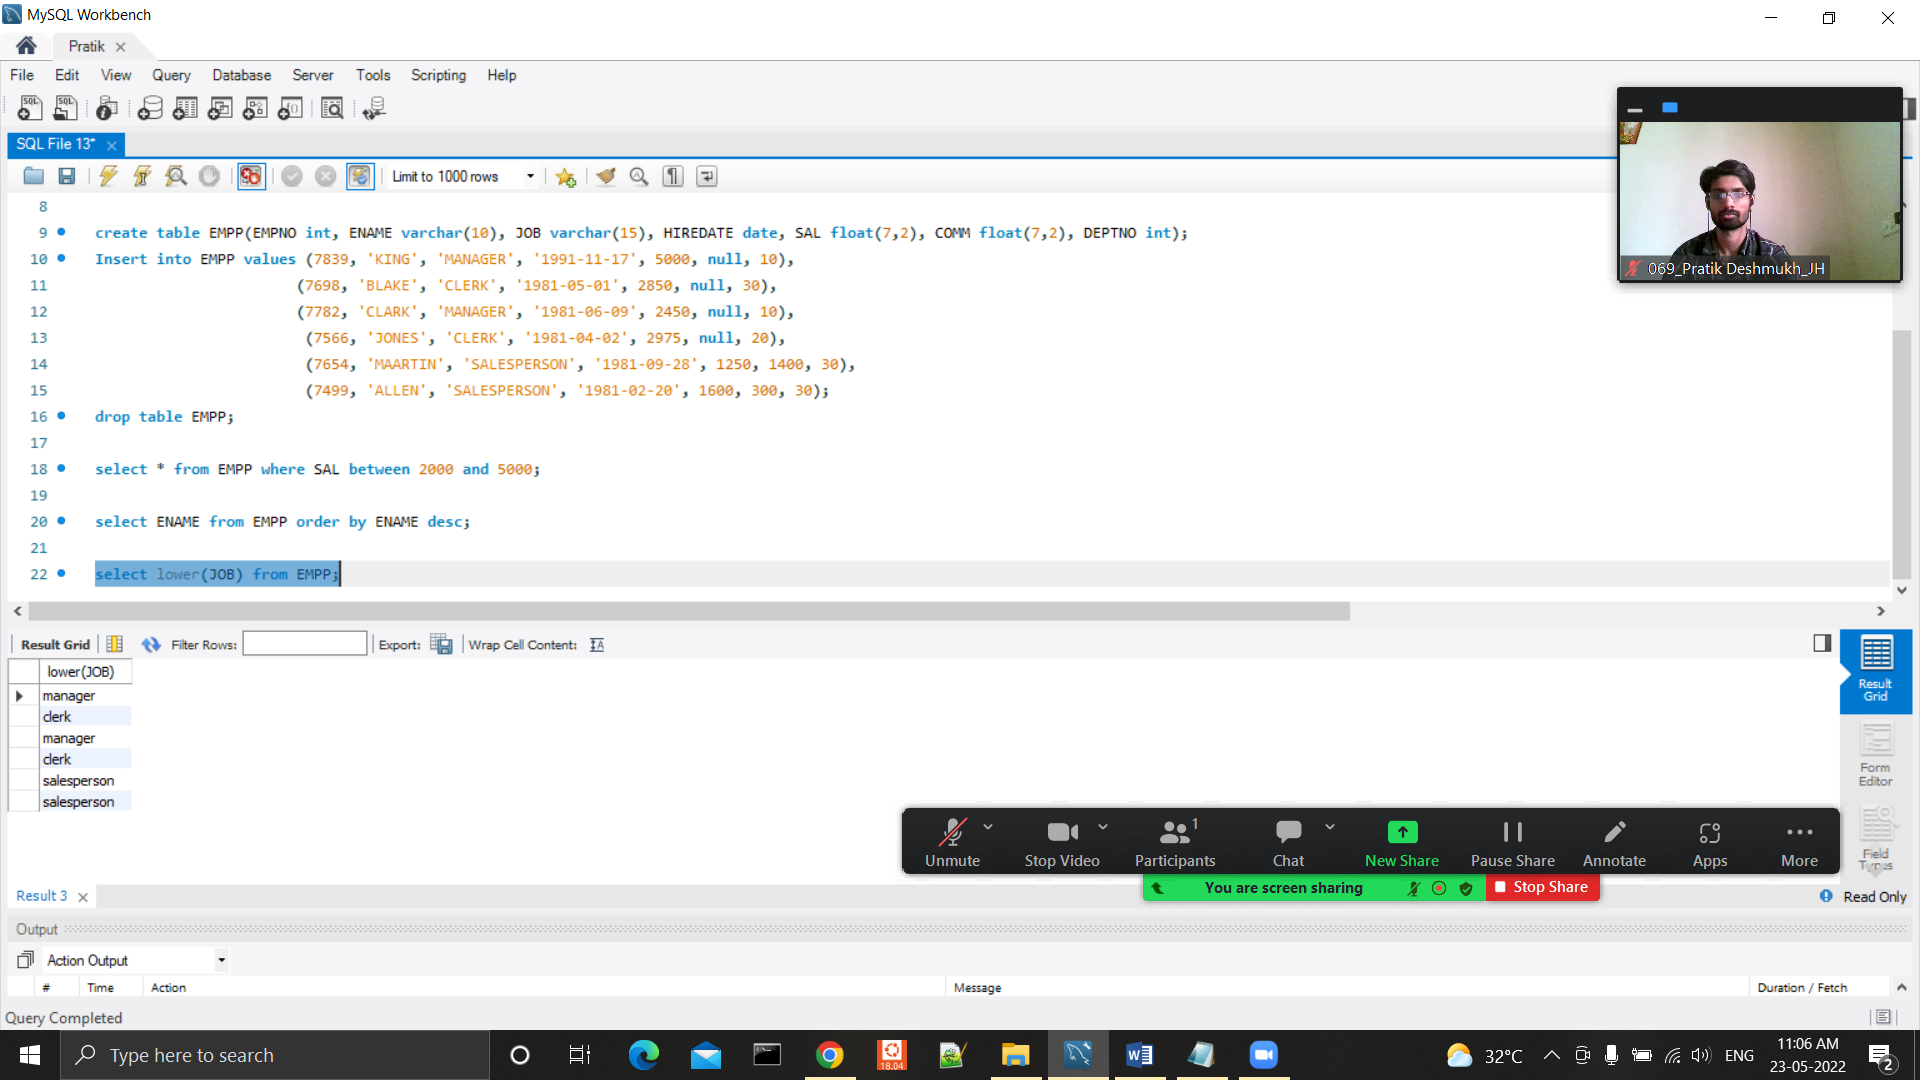 MySQL Workbench
Pratik
File Edit View Query Database Server Tools Scripting Help
SQL File 13*
Limit to 1000 rows
8
9 create table EMPP(EMPNO int, ENAME varchar(10), JOB varchar(15), HIREDATE date, SAL float(7,2), COMM float(7,2), DEPTNO int);
10 Insert into EMPP values (7839, 'KING', 'MANAGER', '1991-11-17', 5000, null, 10),
11 (7698, 'BLAKE', 'CLERK', '1981-05-01', 2850, null, 30),
12 (7782, 'CLARK', 'MANAGER', '1981-06-09', 2450, null, 10),
13 (7566, 'JONES', 'CLERK', '1981-04-02', 2975, null, 20),
14 (7654, 'MAARTIN', 'SALESPERSON', '1981-09-28', 1250, 1400, 30),
15 (7499, 'ALLEN', 'SALESPERSON', '1981-02-20', 1600, 300, 30);
16 drop table EMPP;
17
18 select * from EMPP where SAL between 2000 and 5000;
19
20 select ENAME from EMPP order by ENAME desc;
21
22 select lower(JOB) from EMPP;
069_Pratik Deshmukh_JH
Result Grid Filter Rows: Export: Wrap Cell Content:
lower(JOB)
manager
clerk
manager
clerk
salesperson
salesperson
Result Grid
Form Editor
Field Types
Unmute Stop Video Participants 1 Chat New Share Pause Share Annotate Apps More
You are screen sharing Stop Share
Result 3
Read Only
Output
Action Output
# Time Action Message Duration / Fetch
Query Completed
Type here to search
18.04
32°C
ENG
11:06 AM
23-05-2022
2